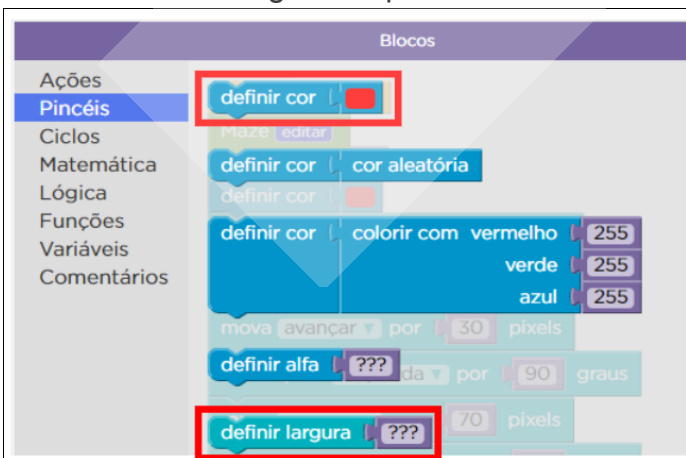 Blocos
Ações
Pincéis
Ciclos
Matemática
Lógica
Funções
Variáveis
Comentários
definir cor
Maze editar
definir cor cor aleatória
definir cor
definir cor colorir com vermelho 255
verde 255
azul 255
mova avançar por 30 pixels
definir alfa ???
da por 90 graus
70 pixels
definir largura ???